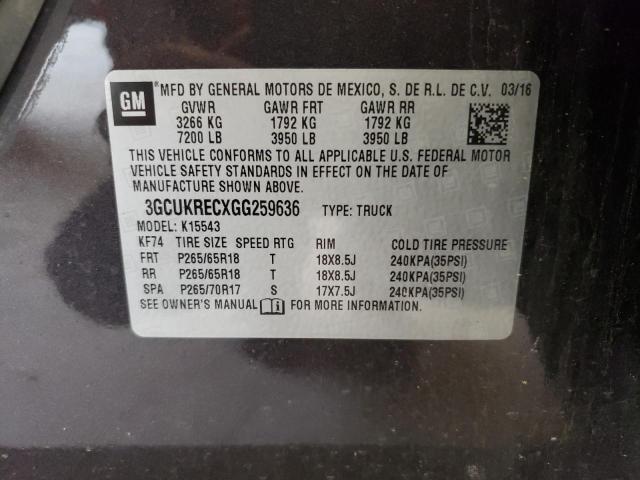 GM
MFD BY GENERAL MOTORS DE MEXICO, S. DE R.L. DE C.V. 03/16
GVWR GAWR FRT GAWR RR
3266 KG 1792 KG 1792 KG
7200 LB 3950 LB 3950 LB
THIS VEHICLE CONFORMS TO ALL APPLICABLE U.S. FEDERAL MOTOR
VEHICLE SAFETY STANDARDS IN EFFECT ON THE DATE OF
MANUFACTURE SHOWN ABOVE.
3GCUKRECXGG259636 TYPE: TRUCK
MODEL: K15543
KF74 TIRE SIZE SPEED RTG RIM COLD TIRE PRESSURE
FRT P265/65R18 T 18X8.5J 240KPA(35PSI)
RR P265/65R18 T 18X8.5J 240KPA(35PSI)
SPA P265/70R17 S 17X7.5J 240KPA(35PSI)
SEE OWNER'S MANUAL FOR MORE INFORMATION.